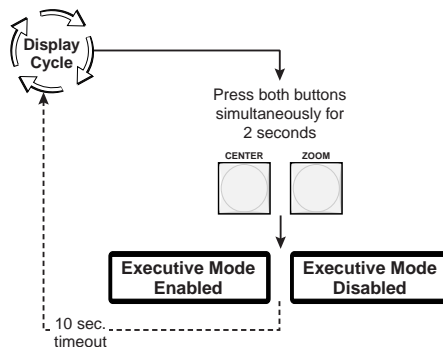 Display
Cycle
Press both buttons
simultaneously for
2 seconds
CENTER ZOOM
Executive Mode
Enabled
Executive Mode
Disabled
10 sec.
timeout